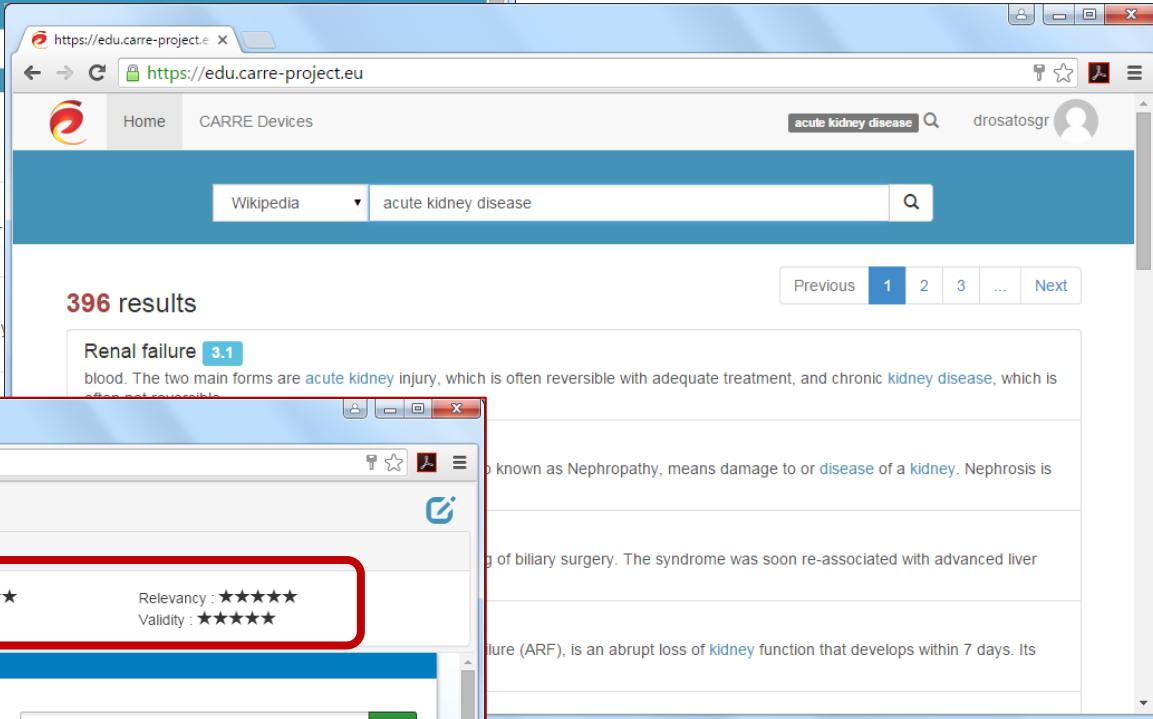 https://edu.carre-project.e
https://edu.carre-project.eu
Home CARRE Devices acute kidney disease drosatosgr
Wikipedia acute kidney disease
Previous 1 2 3 ... Next
396 results
Renal failure 3.1
blood. The two main forms are acute kidney injury, which is often reversible with adequate treatment, and chronic kidney disease, which is
often not reversible
known as Nephropathy, means damage to or disease of a kidney. Nephrosis is
of biliary surgery. The syndrome was soon re-associated with advanced liver
(ARF), is an abrupt loss of kidney function that develops within 7 days. Its
Relevancy : ★★★★★
Validity : ★★★★★